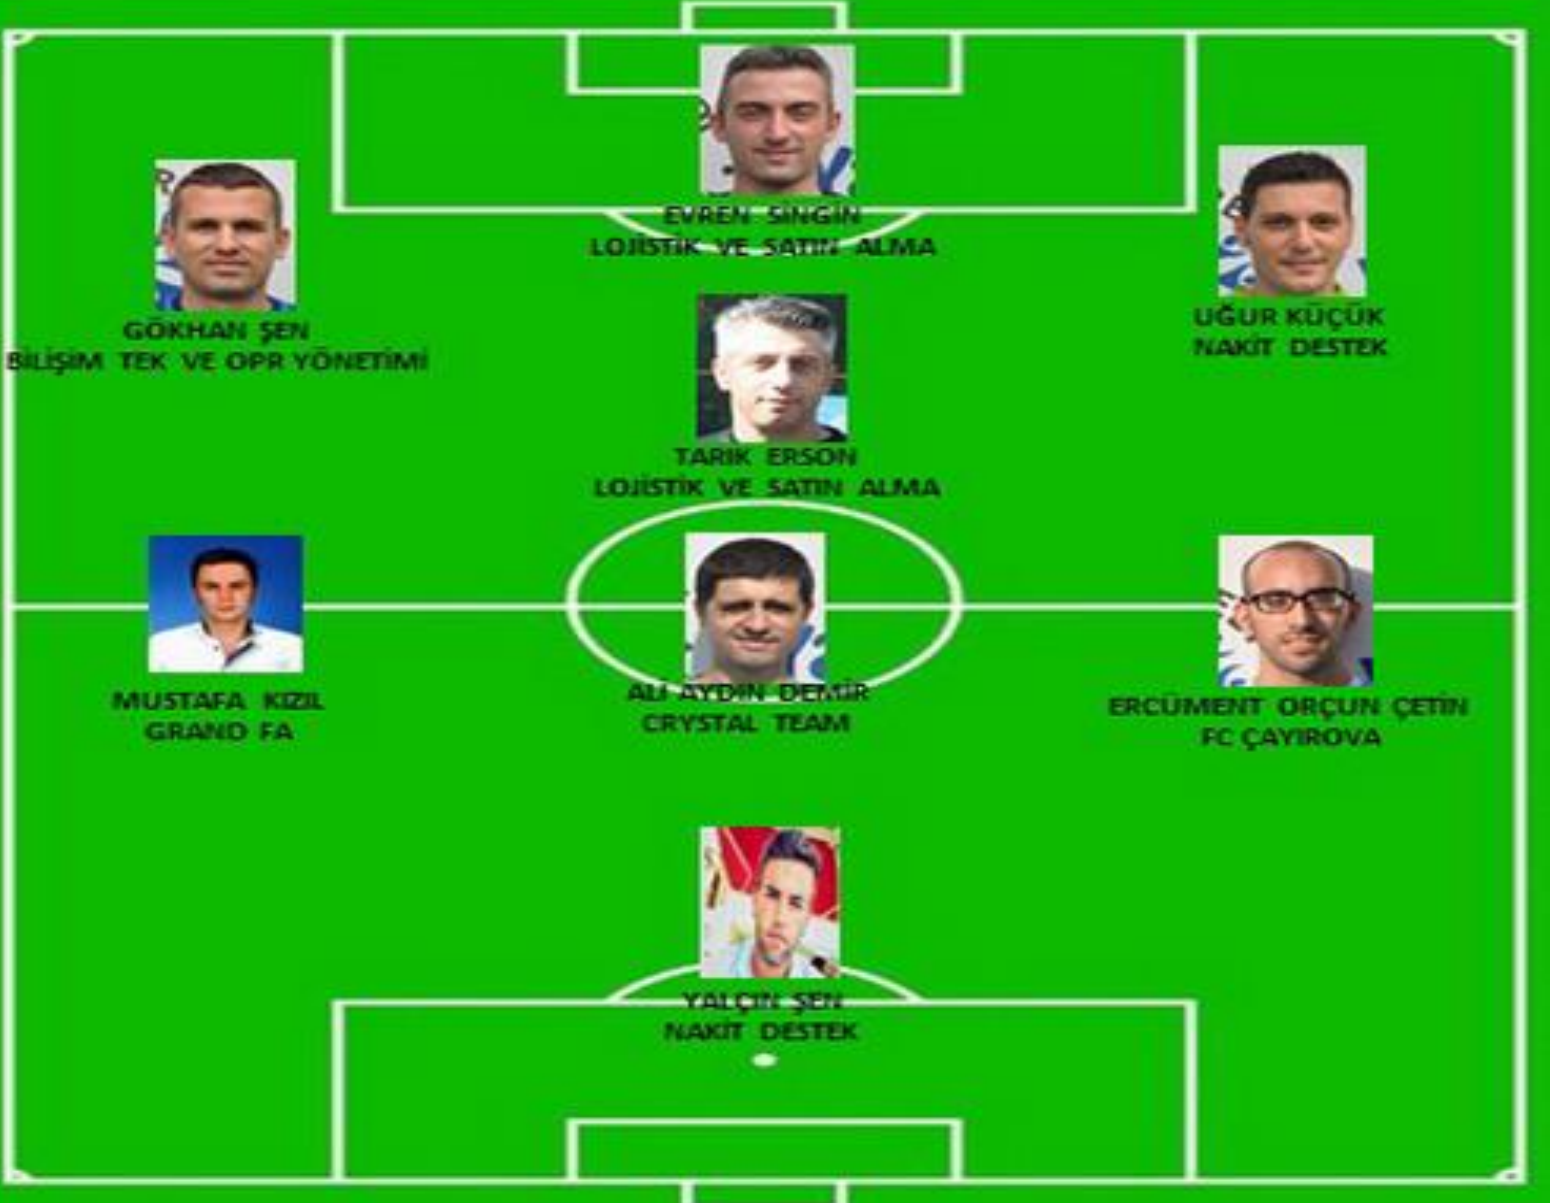 EVREN SİNGİN
LOJİSTİK VE SATIN ALMA
GÖKHAN ŞEN
BİLİŞİM TEK VE OPR YÖNETİMİ
UĞUR KÜÇÜK
NAKİT DESTEK
TARIK ERSON
LOJİSTİK VE SATIN ALMA
MUSTAFA KIZIL
GRAND FA
ALİ AYDIN DEMİR
CRYSTAL TEAM
ERCÜMENT ORÇUN ÇETİN
FC ÇAYIROVA
YALÇIN ŞEN
NAKİT DESTEK